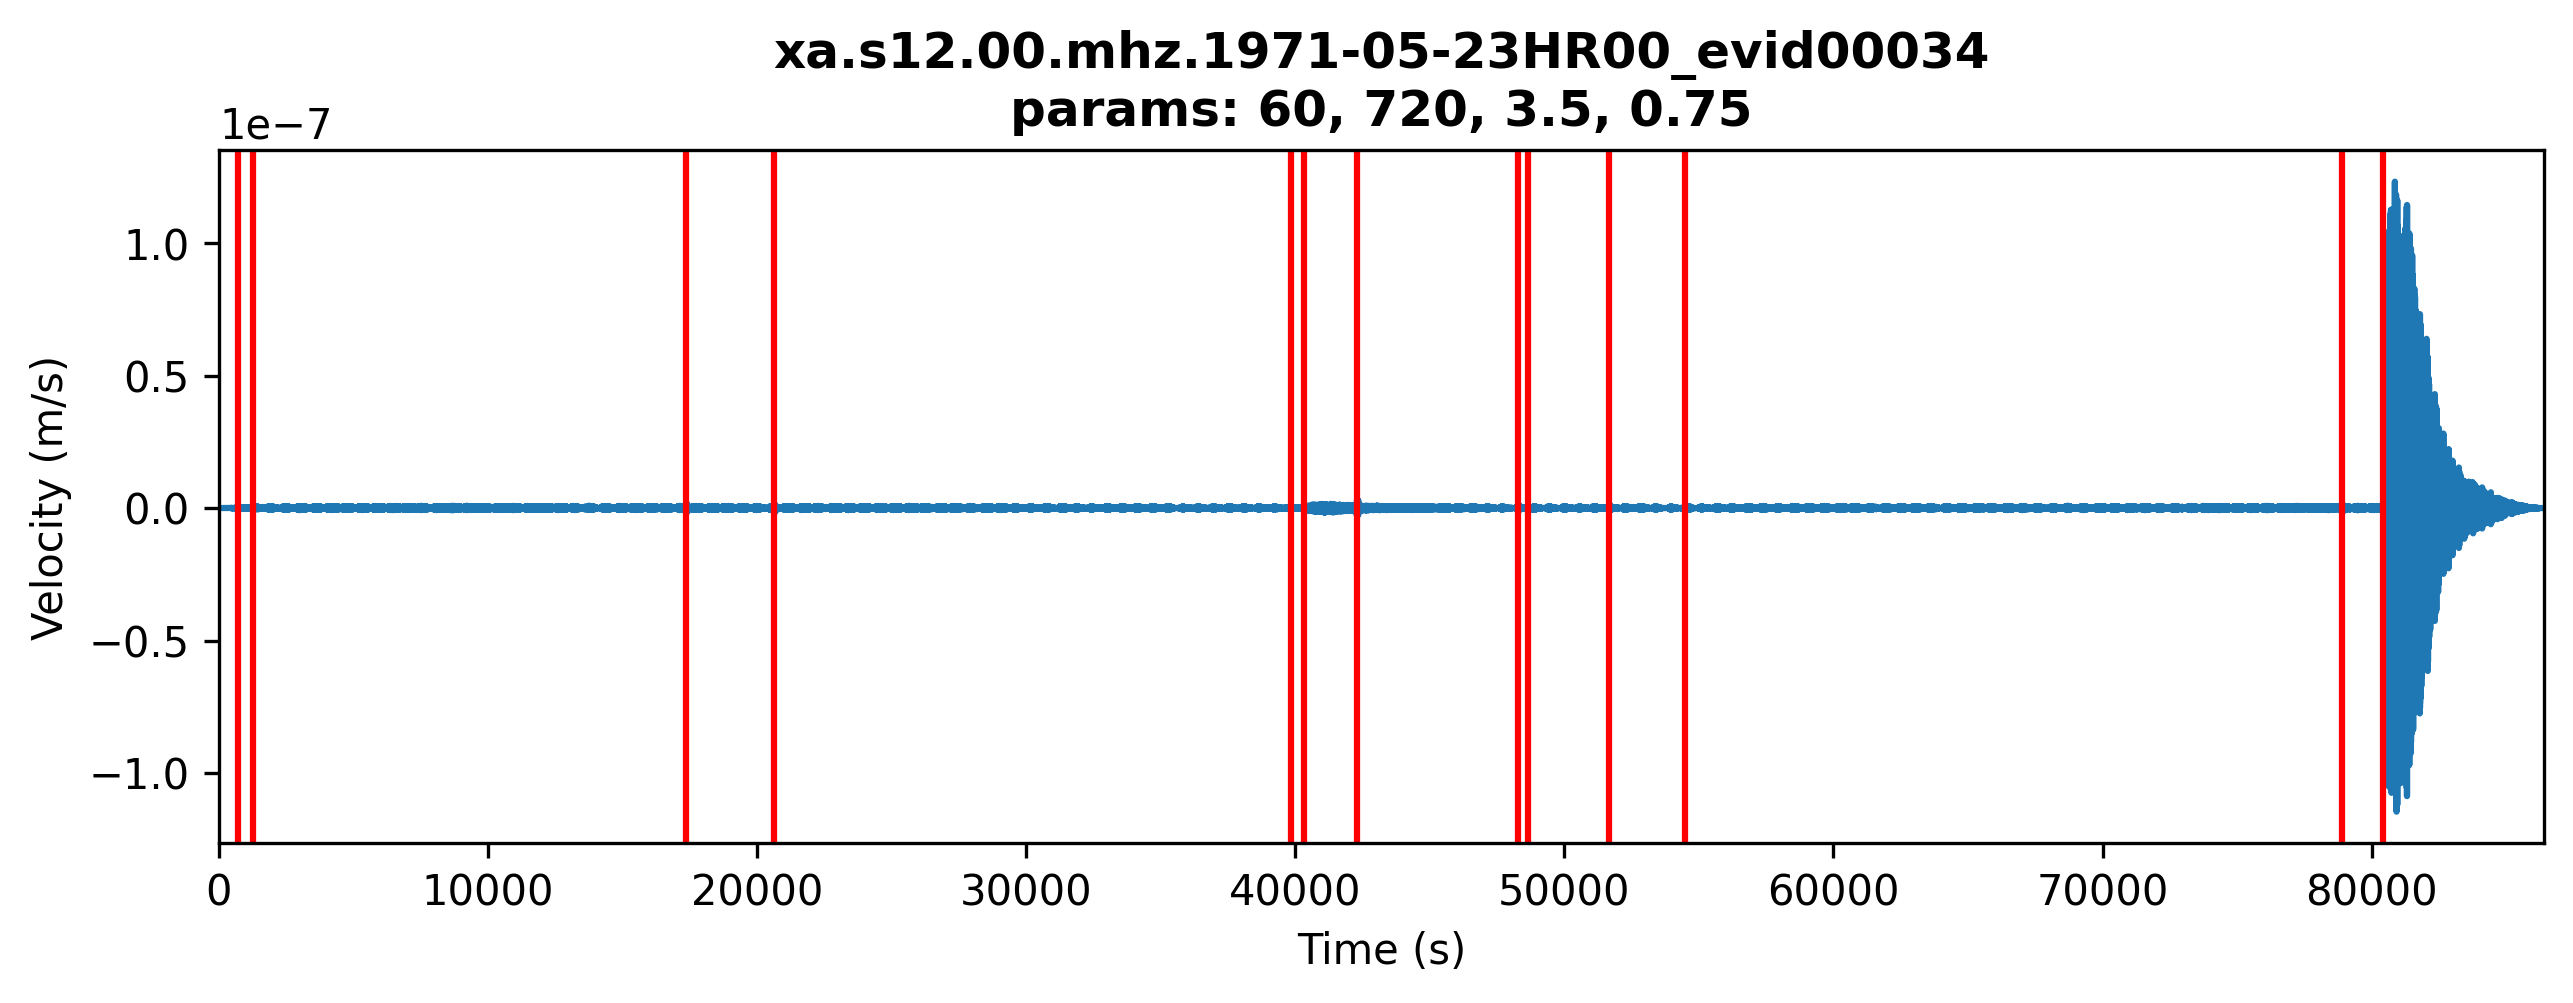 xa.s12.00.mhz.1971-05-23HR00_evid00034
params: 60, 720, 3.5, 0.75
1e−7
1.0
0.5
0.0
−0.5
−1.0
Velocity (m/s)
0 10000 20000 30000 40000 50000 60000 70000 80000
Time (s)